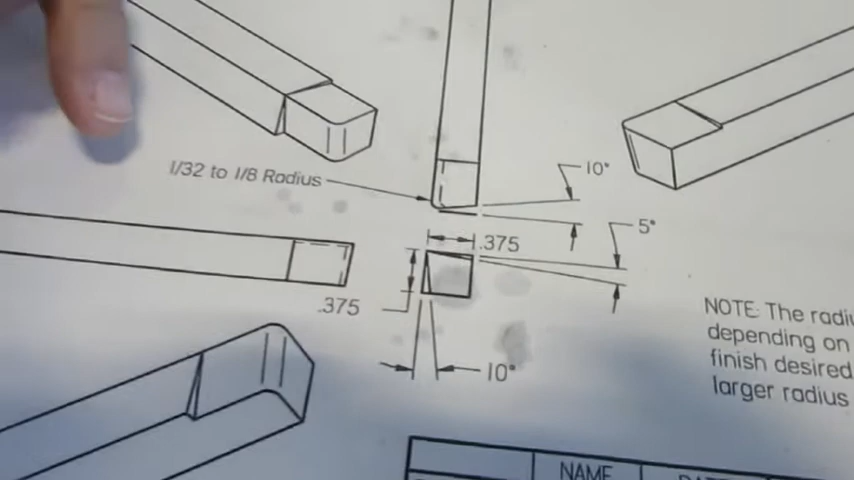 1/32 to 1/8 Radius
10°
5°
.375
.375
10°
NOTE: The
depending on
finish desired
larger radius
NAME